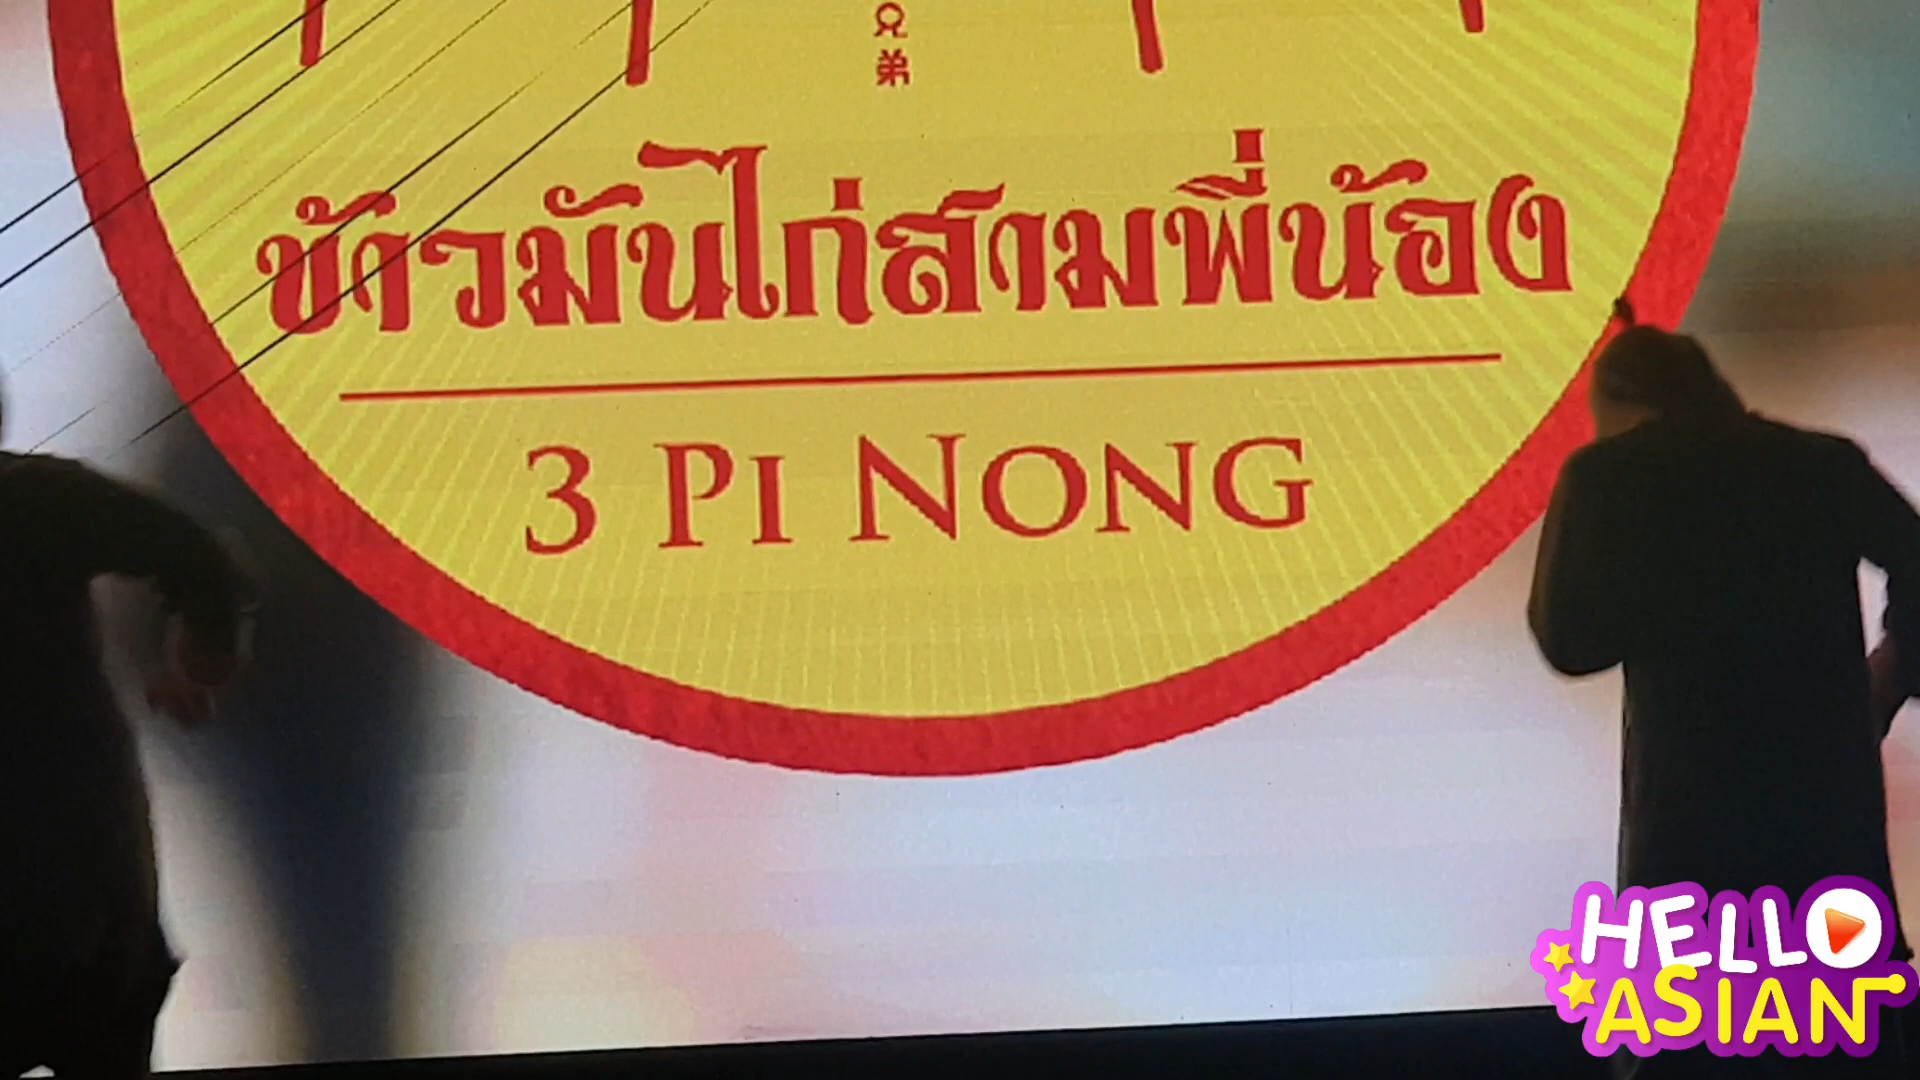 兄
弟
ข้าวมันไก่สามพี่น้อง
3 PI NONG
HELLO
ASIAN